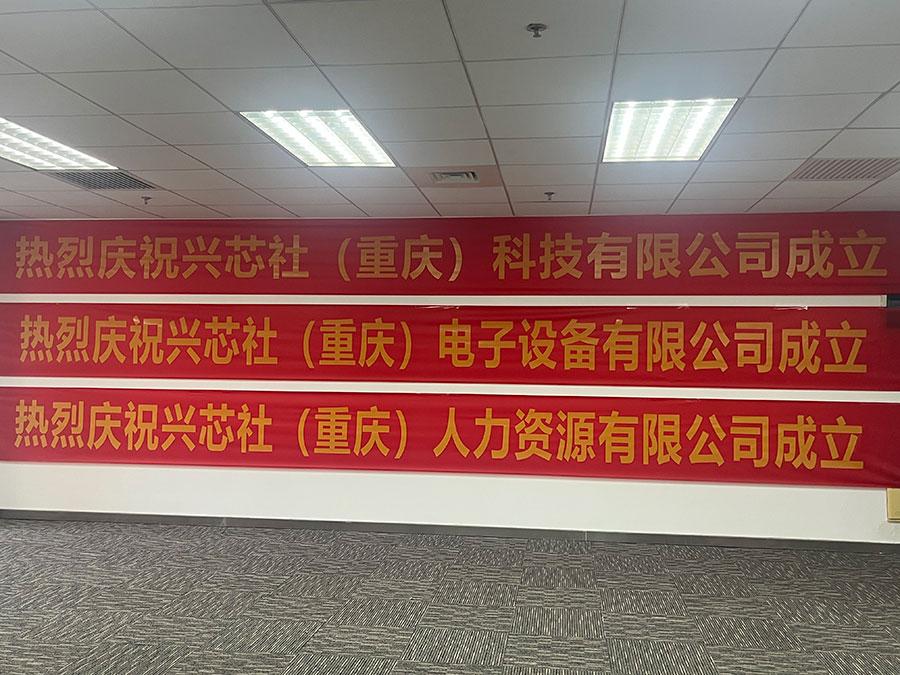 热烈庆祝兴芯社（重庆）科技有限公司成立
热烈庆祝兴芯社（重庆）电子设备有限公司成立
热烈庆祝兴芯社（重庆）人力资源有限公司成立